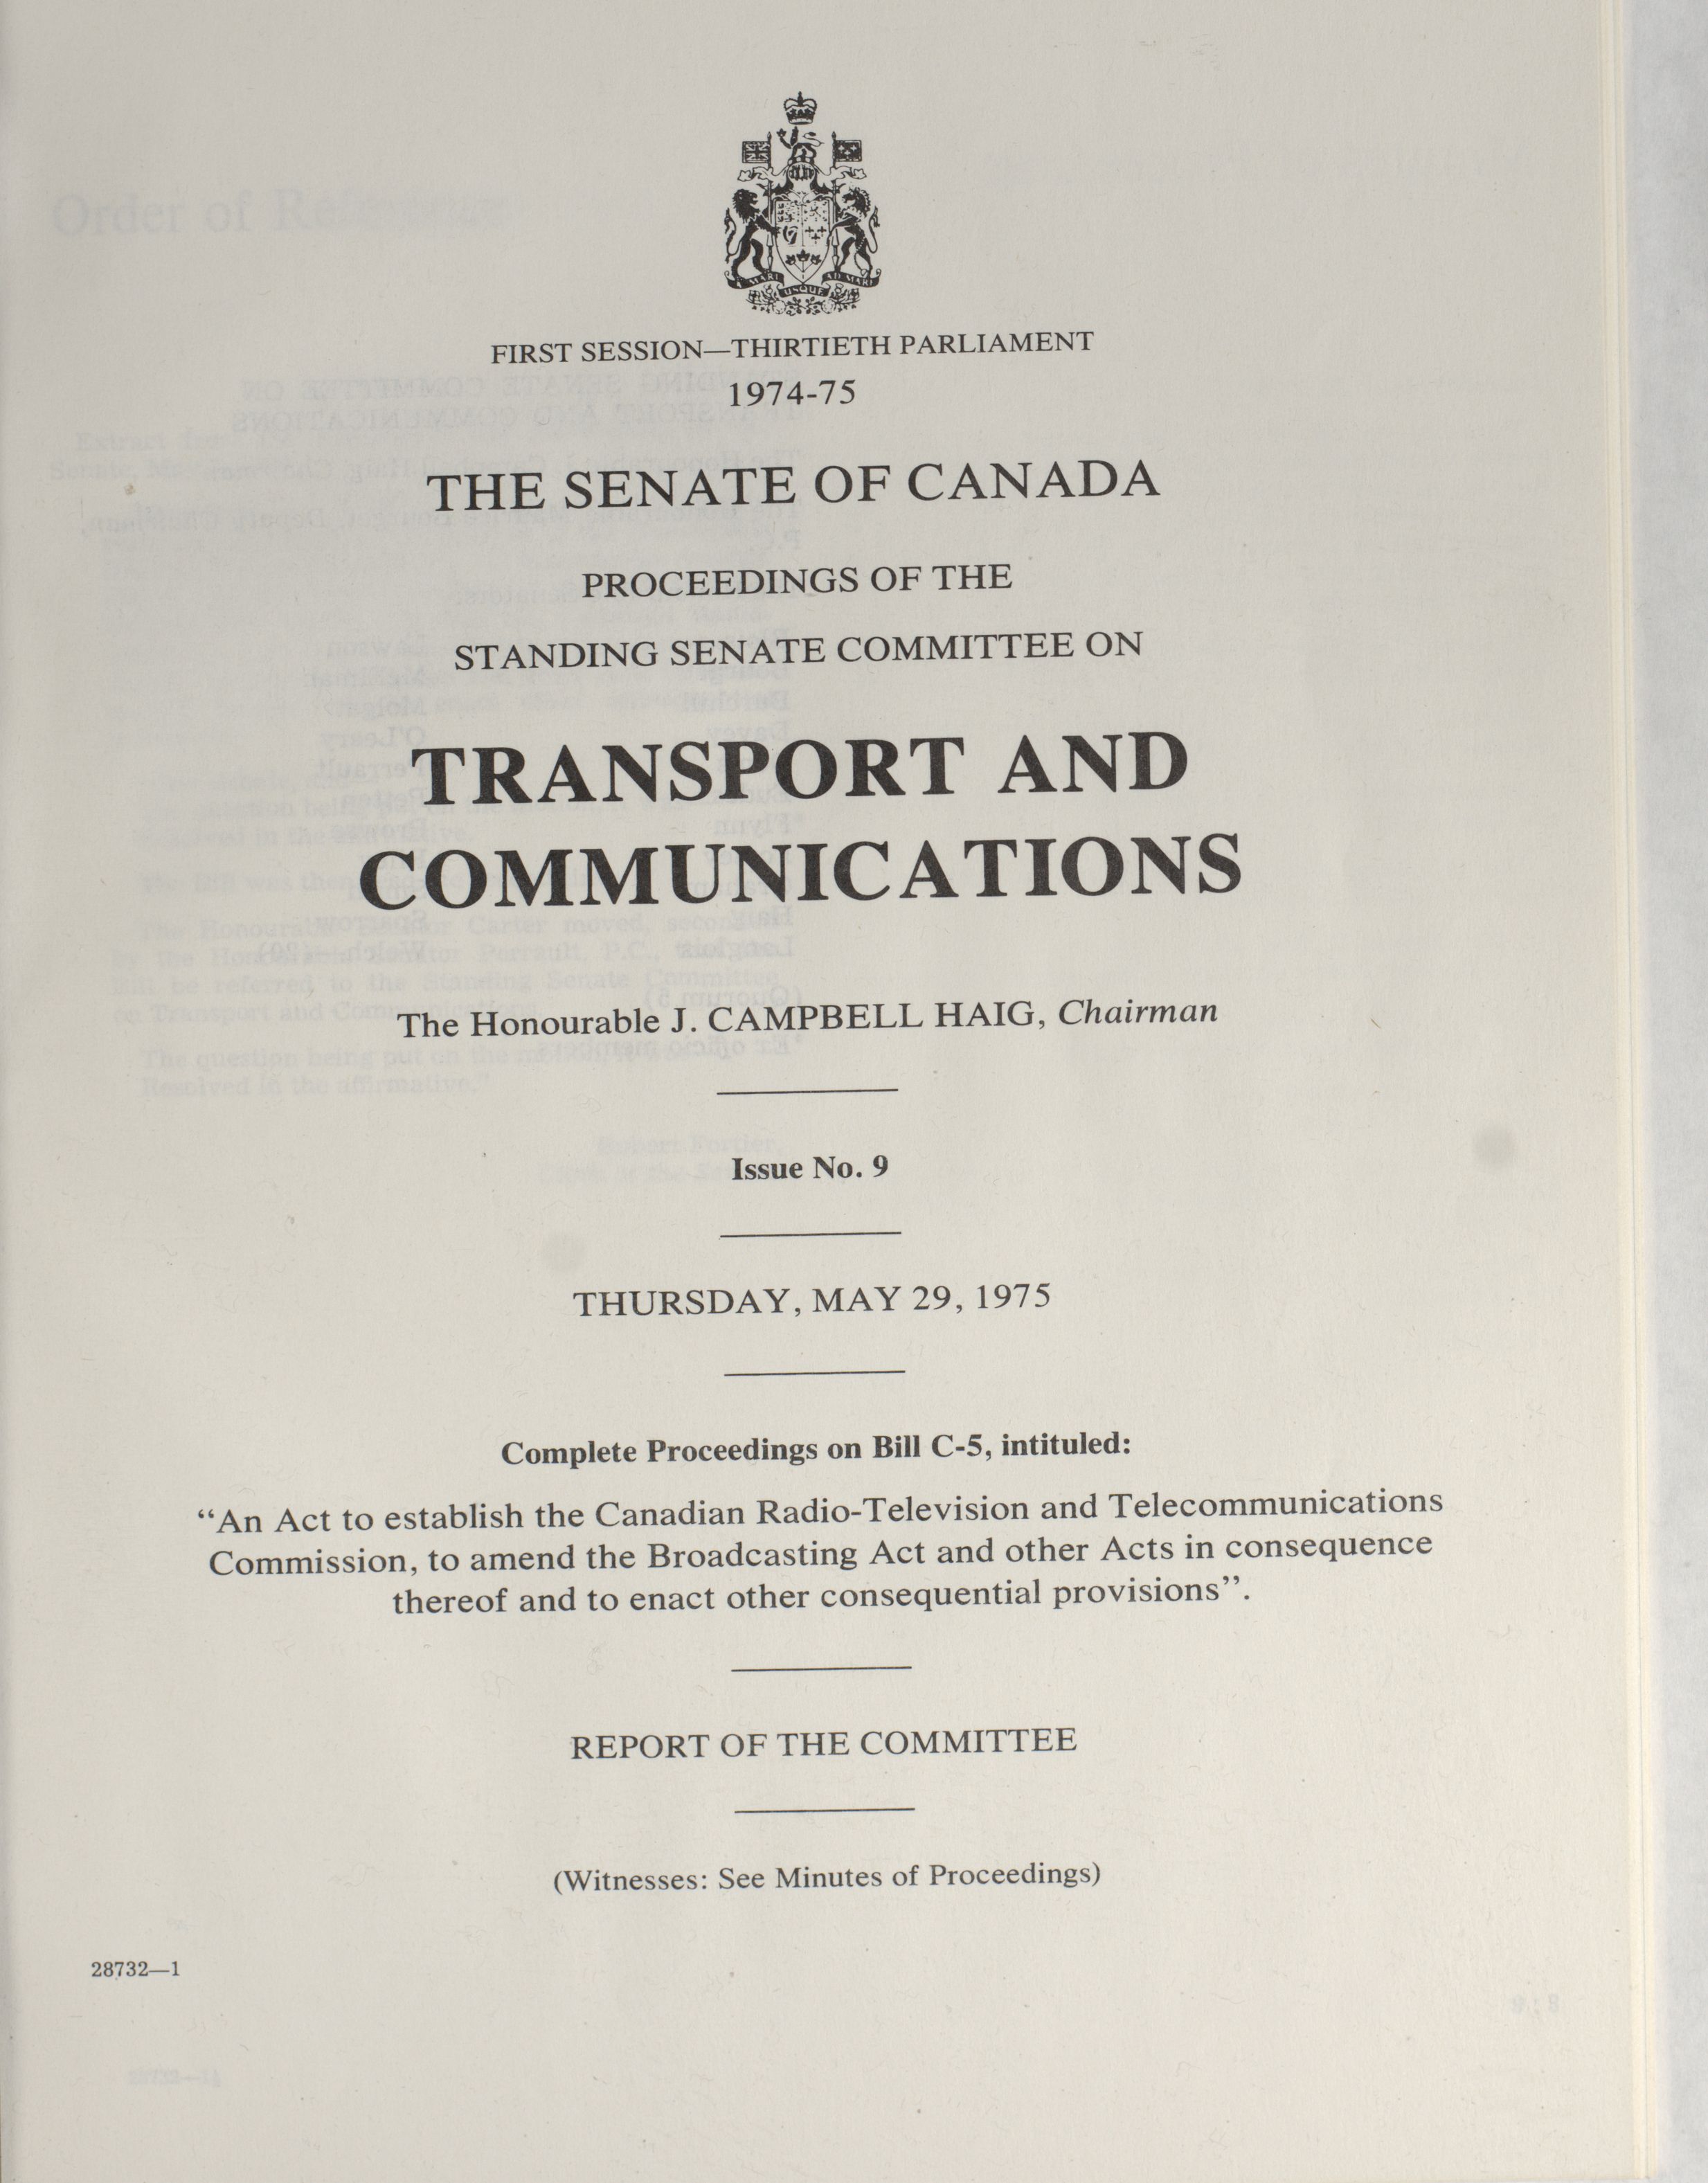 A MARI USQUE AD MARE
FIRST SESSION—THIRTIETH PARLIAMENT
1974-75
THE SENATE OF CANADA
PROCEEDINGS OF THE
STANDING SENATE COMMITTEE ON
TRANSPORT AND
COMMUNICATIONS
The Honourable J. CAMPBELL HAIG, Chairman
Issue No. 9
THURSDAY, MAY 29, 1975
Complete Proceedings on Bill C-5, intituled:
“An Act to establish the Canadian Radio-Television and Telecommunications
Commission, to amend the Broadcasting Act and other Acts in consequence
thereof and to enact other consequential provisions”.
REPORT OF THE COMMITTEE
(Witnesses: See Minutes of Proceedings)
28732—1